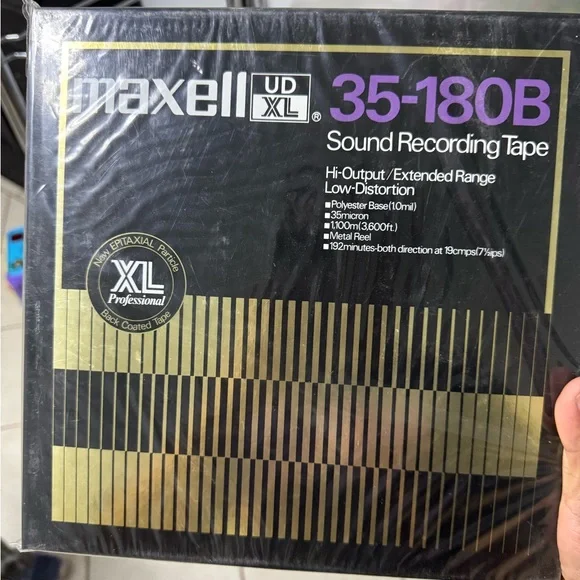 maxell UD XL ® 35-180B
Sound Recording Tape
Hi-Output/Extended Range
Low-Distortion
■Polyester Base(1.0mil)
■35micron
■1,100m(3,600ft.)
■Metal Reel
■192minutes-both direction at 19cmps(7½ips)
New EPITAXIAL Particle
XL
Professional
Back Coated Tape